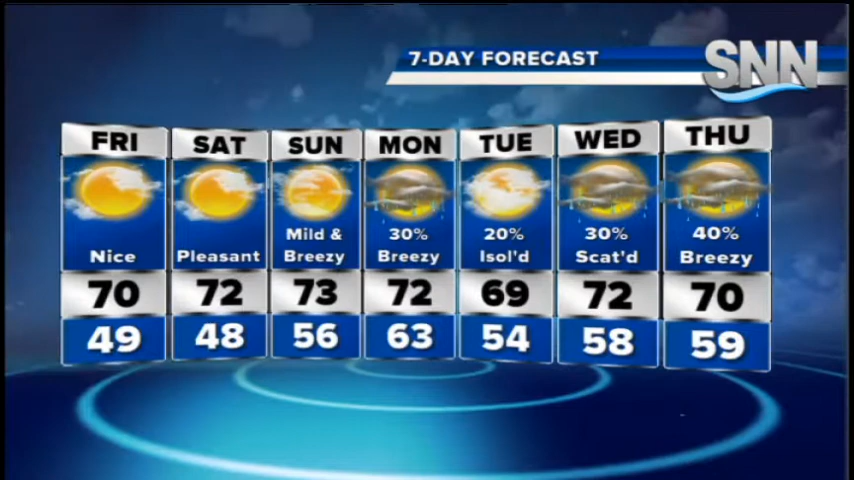 7-DAY FORECAST
SNN
FRI SAT SUN MON TUE WED THU
Mild & 30% 20% 30% 40%
Nice Pleasant Breezy Breezy Isol'd Scat'd Breezy
70 72 73 72 69 72 70
49 48 56 63 54 58 59